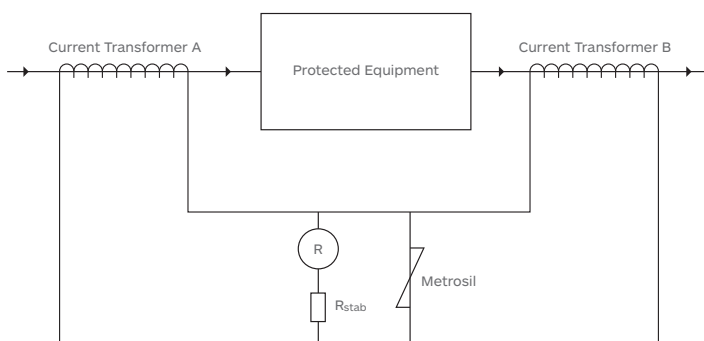 Current Transformer A
Current Transformer B
Protected Equipment
R
Metrosil
Rstab